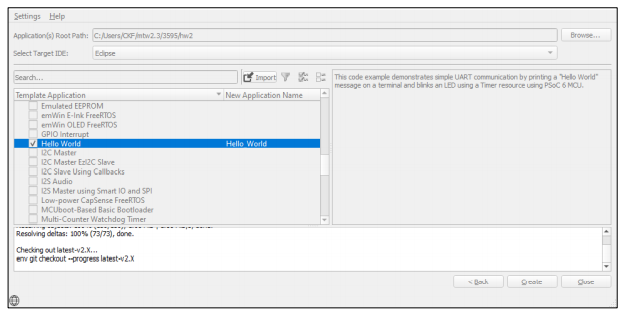 Settings Help
Application(s) Root Path: C:/Users/CKF/mtw2.3/3595/hw2 Browse...
Select Target IDE: Eclipse
Search... Import
Template Application New Application Name
Emulated EEPROM
emWin E-Ink FreeRTOS
emWin OLED FreeRTOS
GPIO Interrupt
Hello World Hello World
I2C Master
I2C Master EzI2C Slave
I2C Slave Using Callbacks
I2S Audio
I2S Master using Smart IO and SPI
Low-power CapSense FreeRTOS
MCUboot-Based Basic Bootloader
Multi-Counter Watchdog Timer
This code example demonstrates simple UART communication by printing a "Hello World"
message on a terminal and blinks an LED using a Timer resource using PSoC 6 MCU.
Resolving deltas: 100% (73/73), done.
Checking out latest-v2.X...
env git checkout --progress latest-v2.X
< Back Create Close